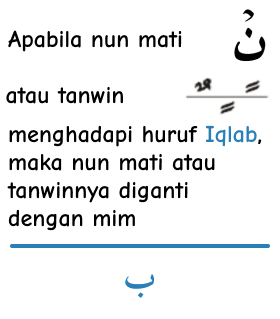 Apabila nun mati نْ
atau tanwin ـٌ ـً ـٍ
menghadapi huruf Iqlab,
maka nun mati atau
tanwinnya diganti
dengan mim
ب